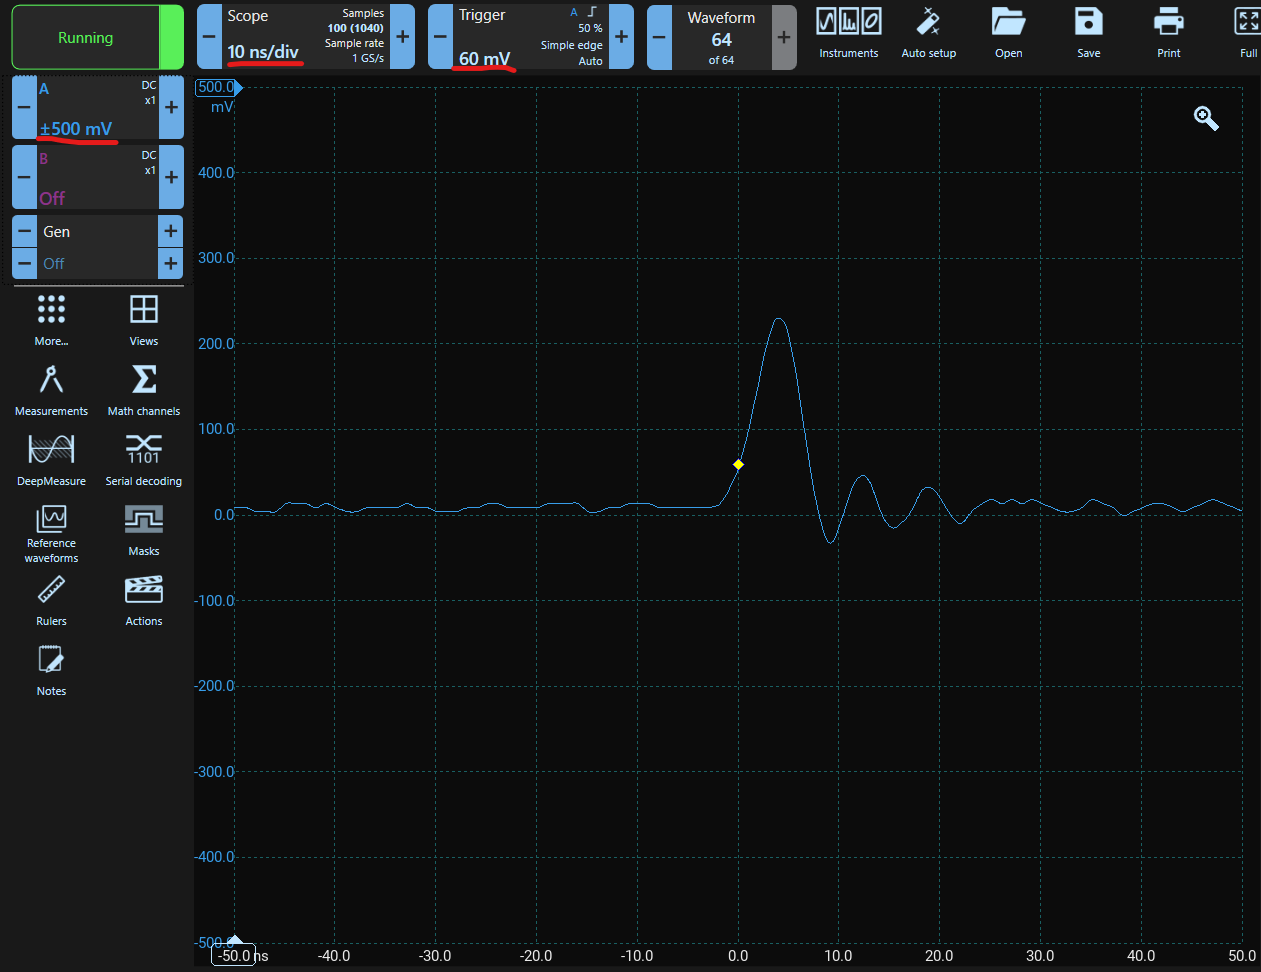 Running
Scope
10 ns/div
Samples
100 (1040)
Sample rate
1 GS/s
Trigger
60 mV
A
50 %
Simple edge
Auto
Waveform
64
of 64
Instruments
Auto setup
Open
Save
Print
Full
A
DC
x1
±500 mV
B
DC
x1
Off
Gen
Off
More...
Views
Measurements
Math channels
DeepMeasure
1101
Serial decoding
Reference
waveforms
Masks
Rulers
Actions
Notes
500.0
mV
400.0
300.0
200.0
100.0
0.0
-100.0
-200.0
-300.0
-400.0
-500.0
-50.0 ns
-40.0
-30.0
-20.0
-10.0
0.0
10.0
20.0
30.0
40.0
50.0